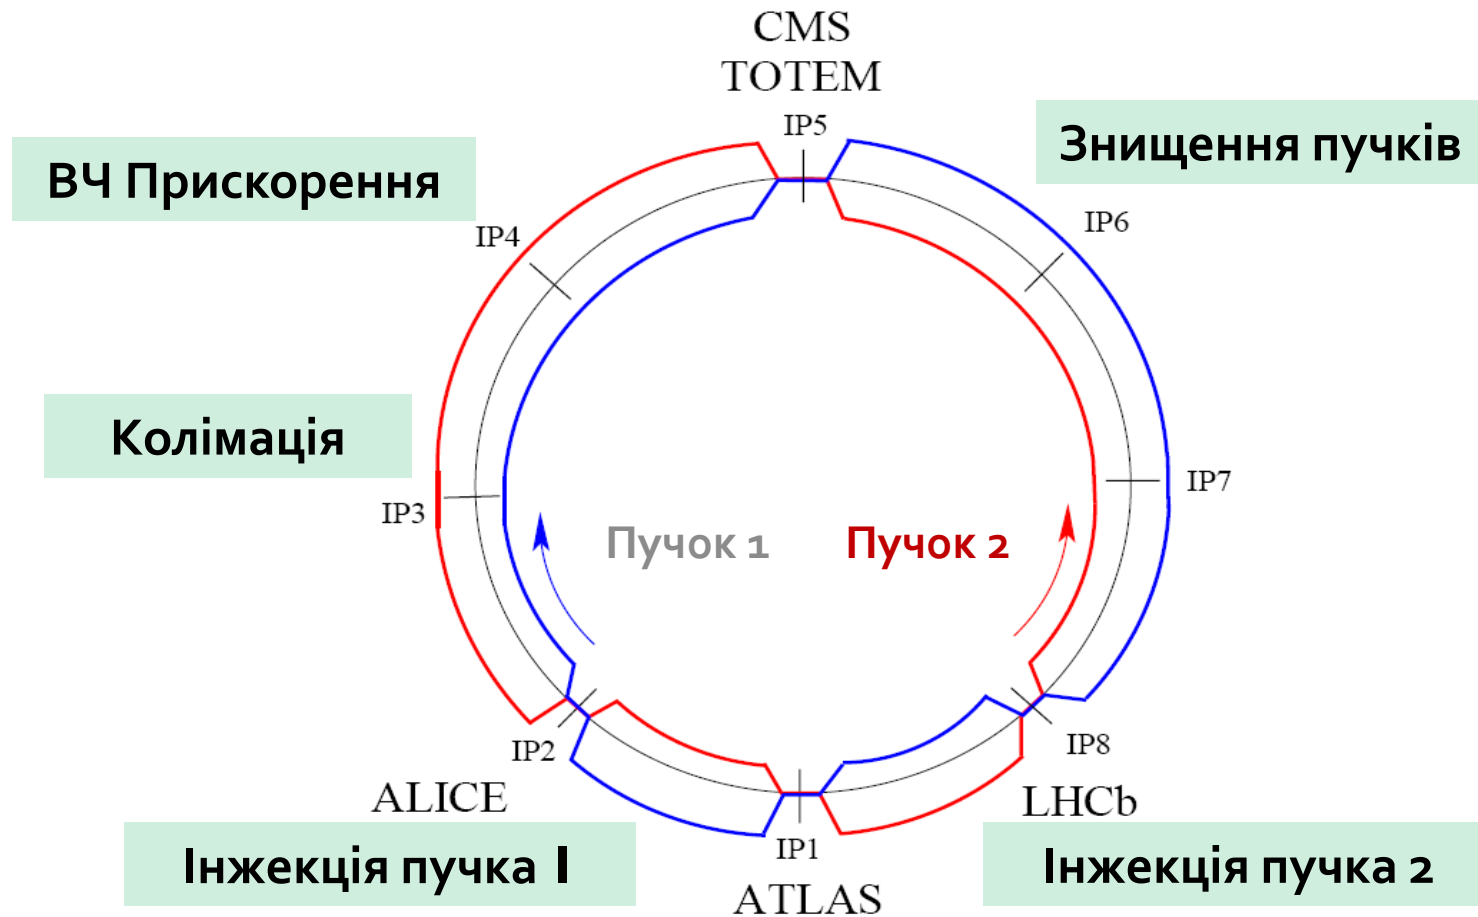 CMS
TOTEM
IP5
Знищення пучків
ВЧ Прискорення
IP4
IP6
Колімація
IP3
IP7
Пучок 1
Пучок 2
IP2
IP8
ALICE
LHCb
IP1
Інжекція пучка I
Інжекція пучка 2
ATLAS